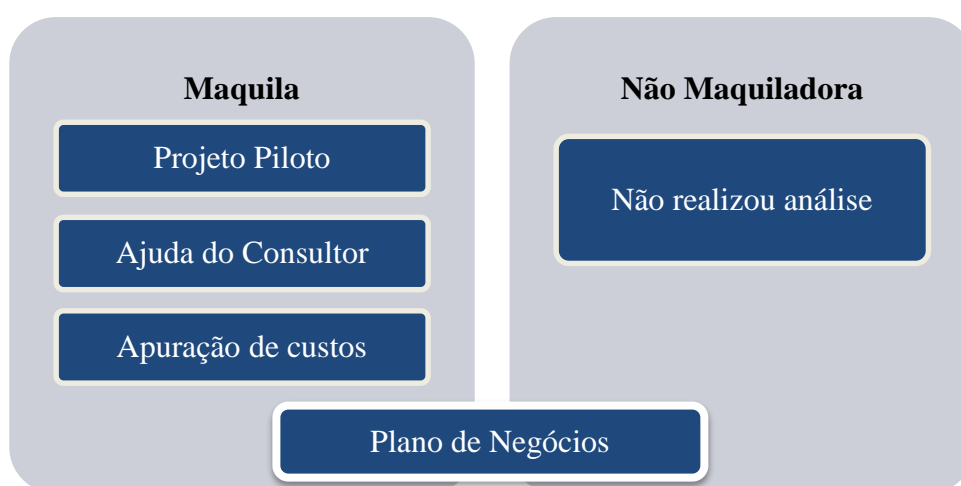 Maquila
Projeto Piloto
Ajuda do Consultor
Apuração de custos
Não Maquiladora
Não realizou análise
Plano de Negócios